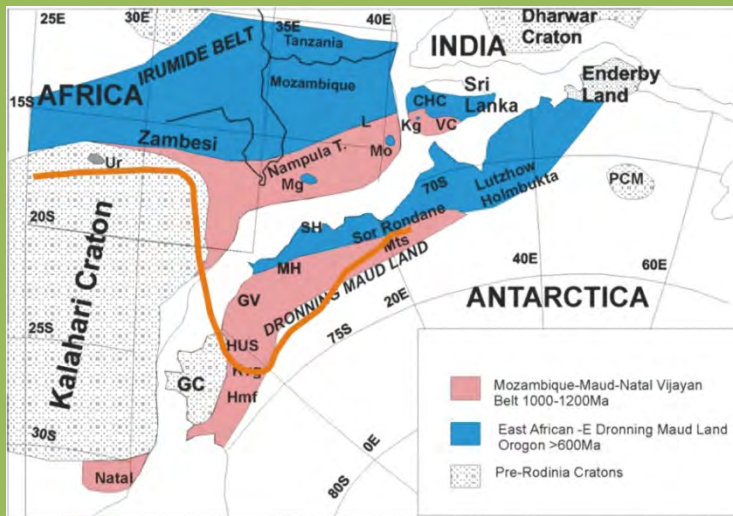 25E
30E
35E
40E
Tanzania
IRUMIDE BELT
INDIA
Dharwar
Craton
Mozambique
Sri
Lanka
Enderby
Land
15S
AFRICA
CHC
Zambesi
L
Kg
VC
Ur
Nampula T.
Mo
Mg
70S
Lutzhow
Holmbukta
PCM
20S
SH
Sor Rondane
Mts
Kalahari Craton
MH
DRONNING MAUD LAND
40E
60E
GV
20E
ANTARCTICA
25S
75S
HUS
GC
Hmf
30S
0E
80S
Natal
Mozambique-Maud-Natal Vijayan
Belt 1000-1200Ma
East African -E Dronning Maud Land
Orogon >600Ma
Pre-Rodinia Cratons